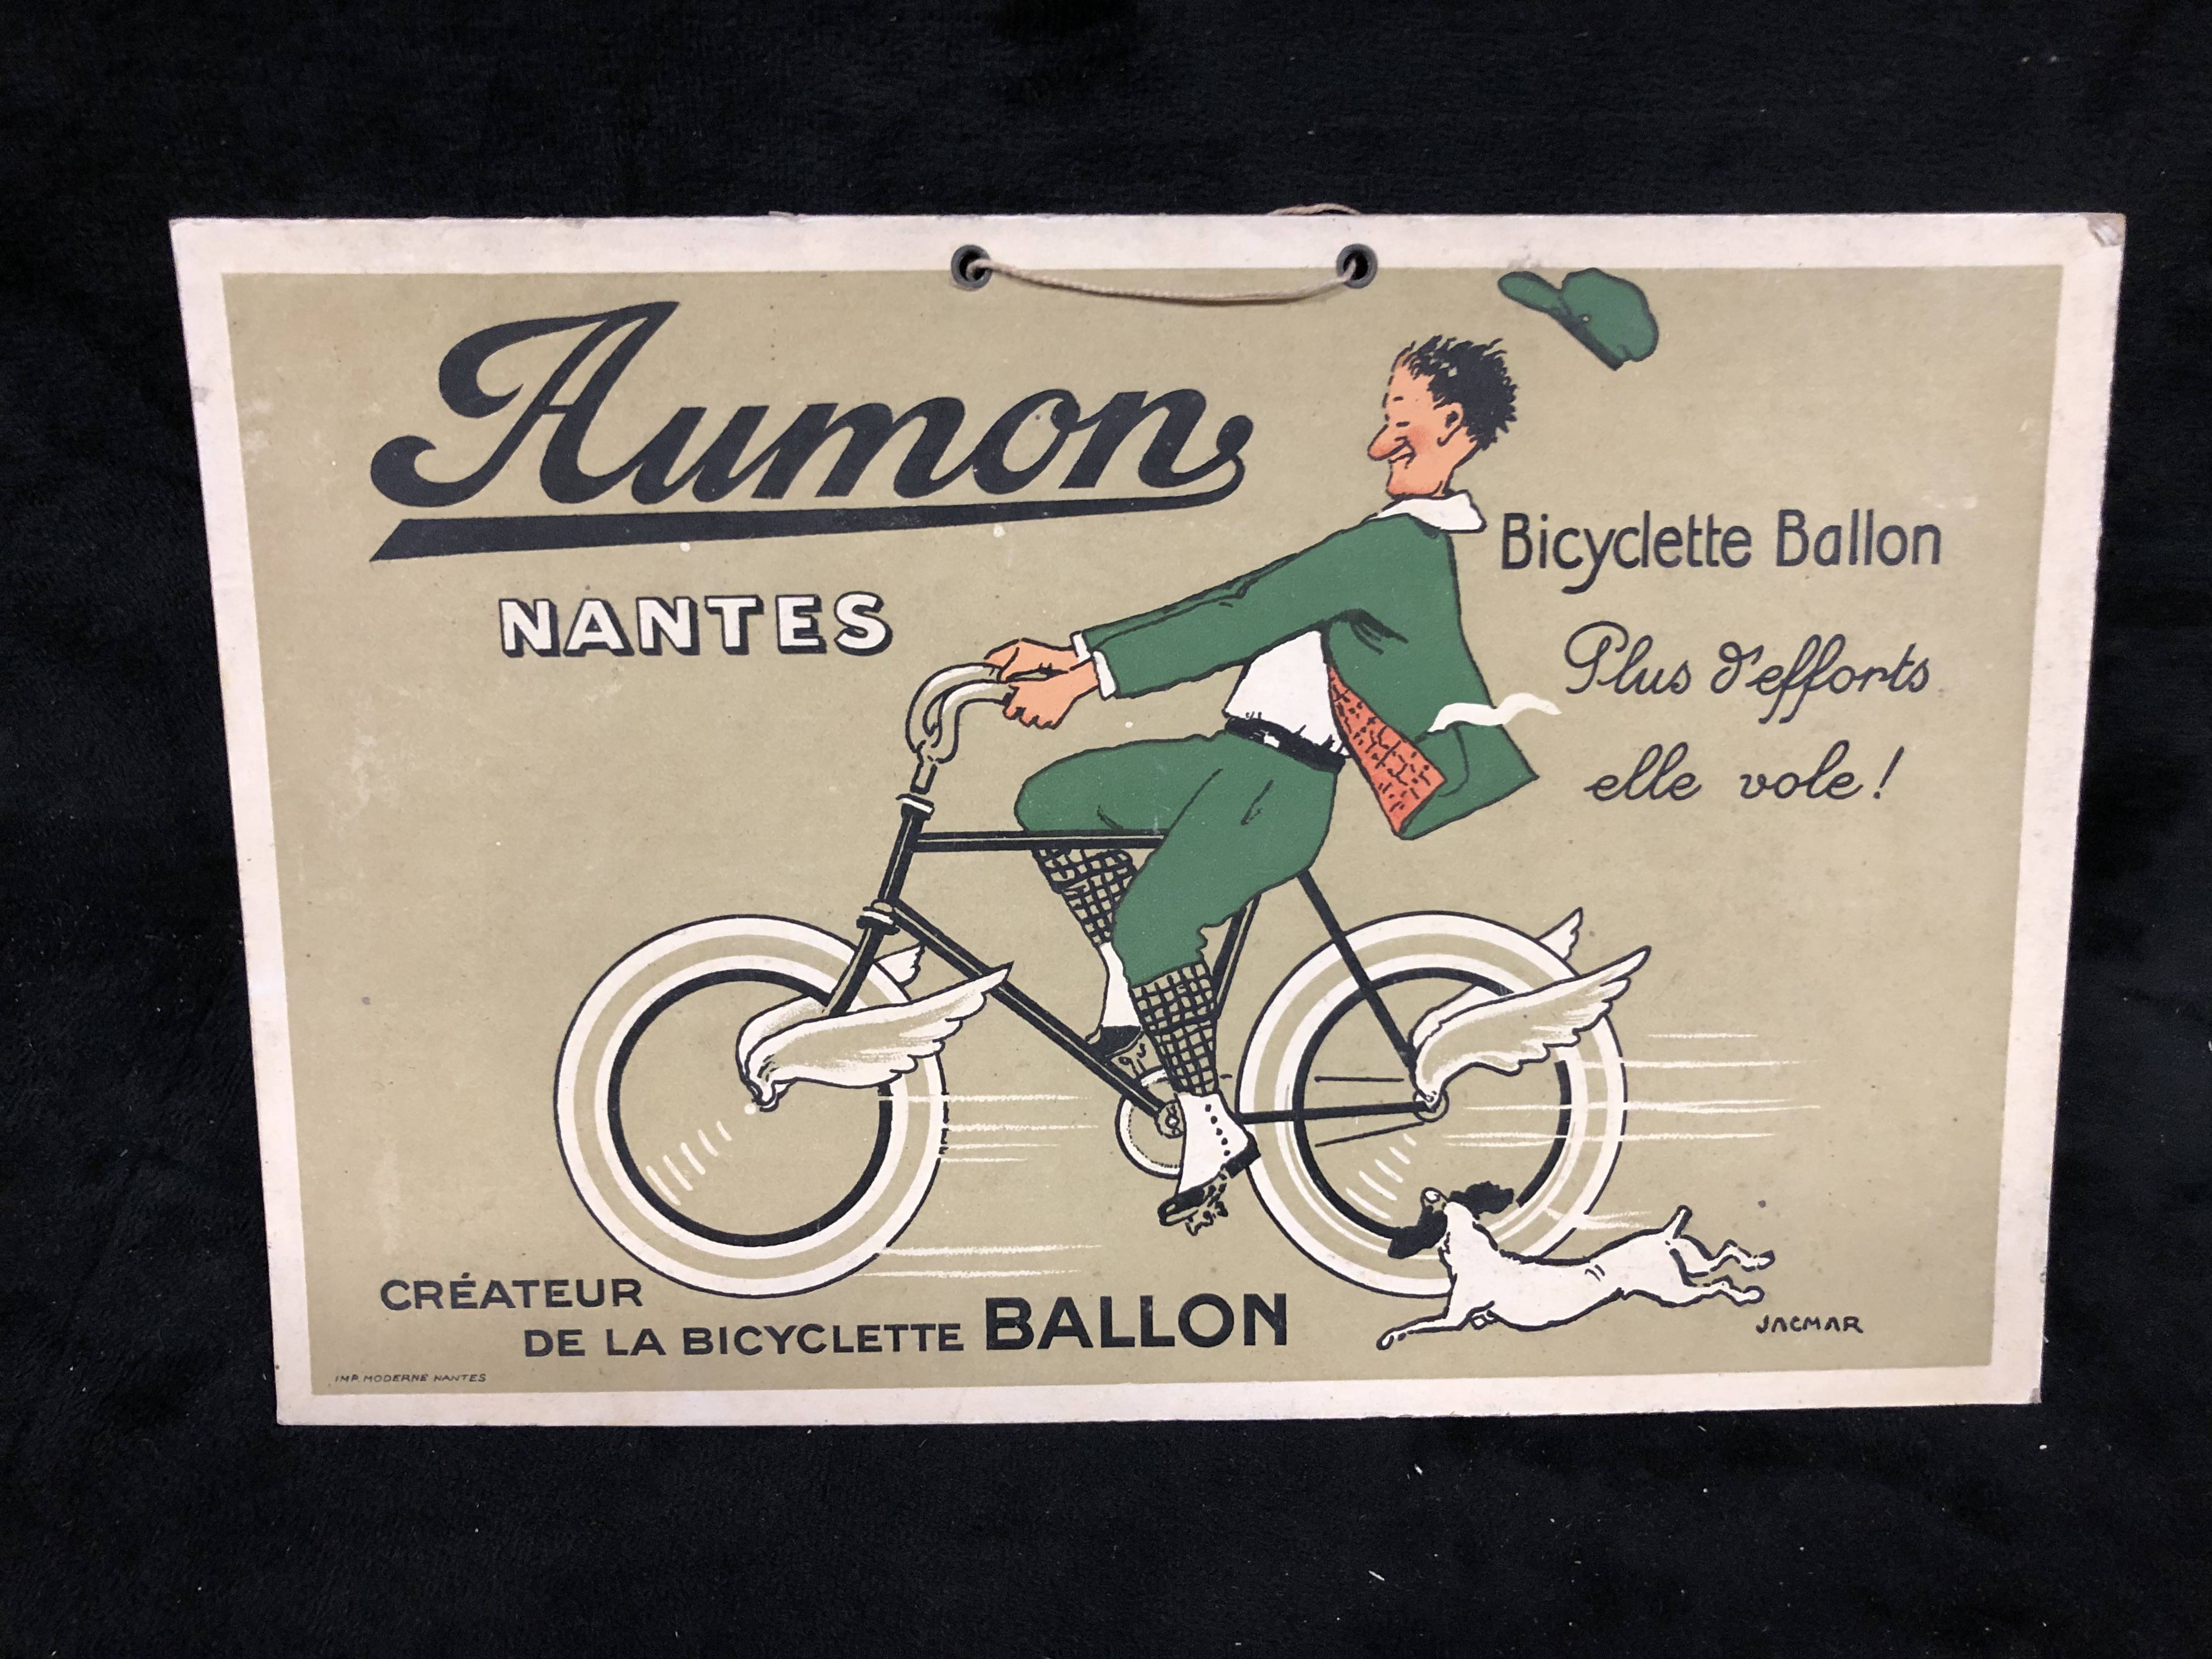 Aumon
NANTES
Bicyclette Ballon
Plus d'efforts
elle vole!
CRÉATEUR
DE LA BICYCLETTE BALLON
JACMAR
IMP. MODERNE NANTES